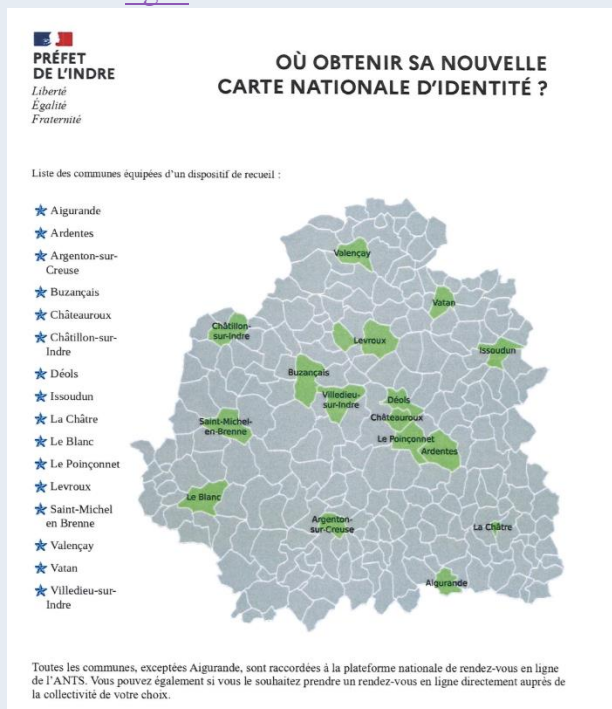 PRÉFET
DE L'INDRE
Liberté
Égalité
Fraternité
OÙ OBTENIR SA NOUVELLE
CARTE NATIONALE D'IDENTITÉ ?
Liste des communes équipées d'un dispositif de recueil :
Aigurande
Ardentes
Argenton-sur-
Creuse
Buzançais
Châteauroux
Châtillon-sur-
Indre
Déols
Issoudun
La Châtre
Le Blanc
Le Poinçonnet
Levroux
Saint-Michel
en Brenne
Valençay
Vatan
Villedieu-sur-
Indre
Valençay
Vatan
Châtillon-
sur-Indre
Levroux
Issoudun
Buzançais
Villedieu-
sur-Indre
Déols
Châteauroux
Saint-Michel-
en-Brenne
Le Poinçonnet
Ardentes
Le Blanc
Argenton-
sur-Creuse
La Châtre
Aigurande
Toutes les communes, exceptées Aigurande, sont raccordées à la plateforme nationale de rendez-vous en ligne
de l'ANTS. Vous pouvez également si vous le souhaitez prendre un rendez-vous en ligne directement auprès de
la collectivité de votre choix.